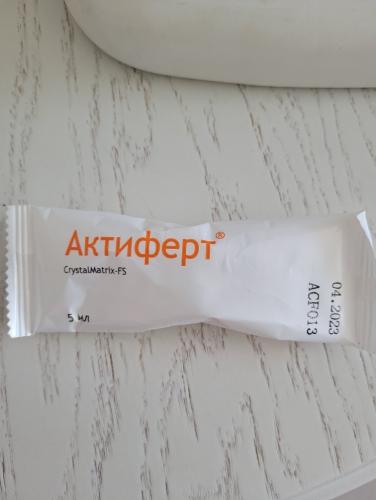 Актиферт®
CrystalMatrix-FS
5 мл
04.2023
ACF013